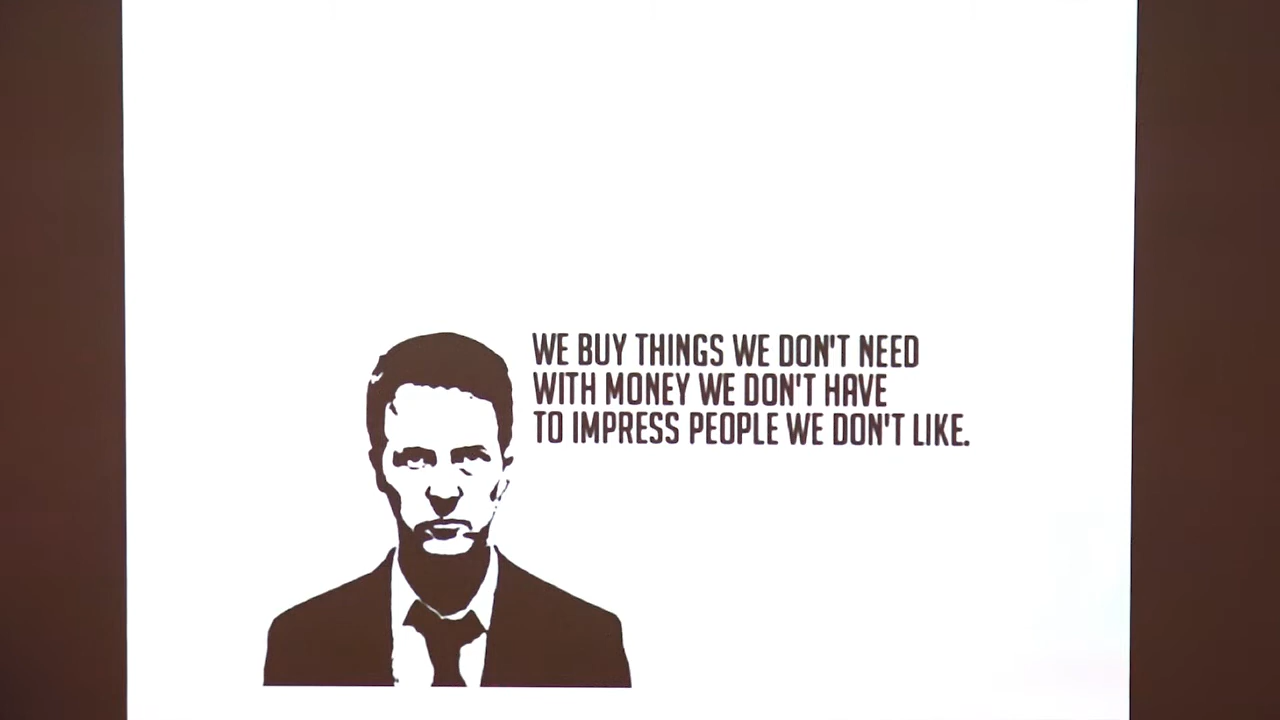 WE BUY THINGS WE DON'T NEED
WITH MONEY WE DON'T HAVE
TO IMPRESS PEOPLE WE DON'T LIKE.